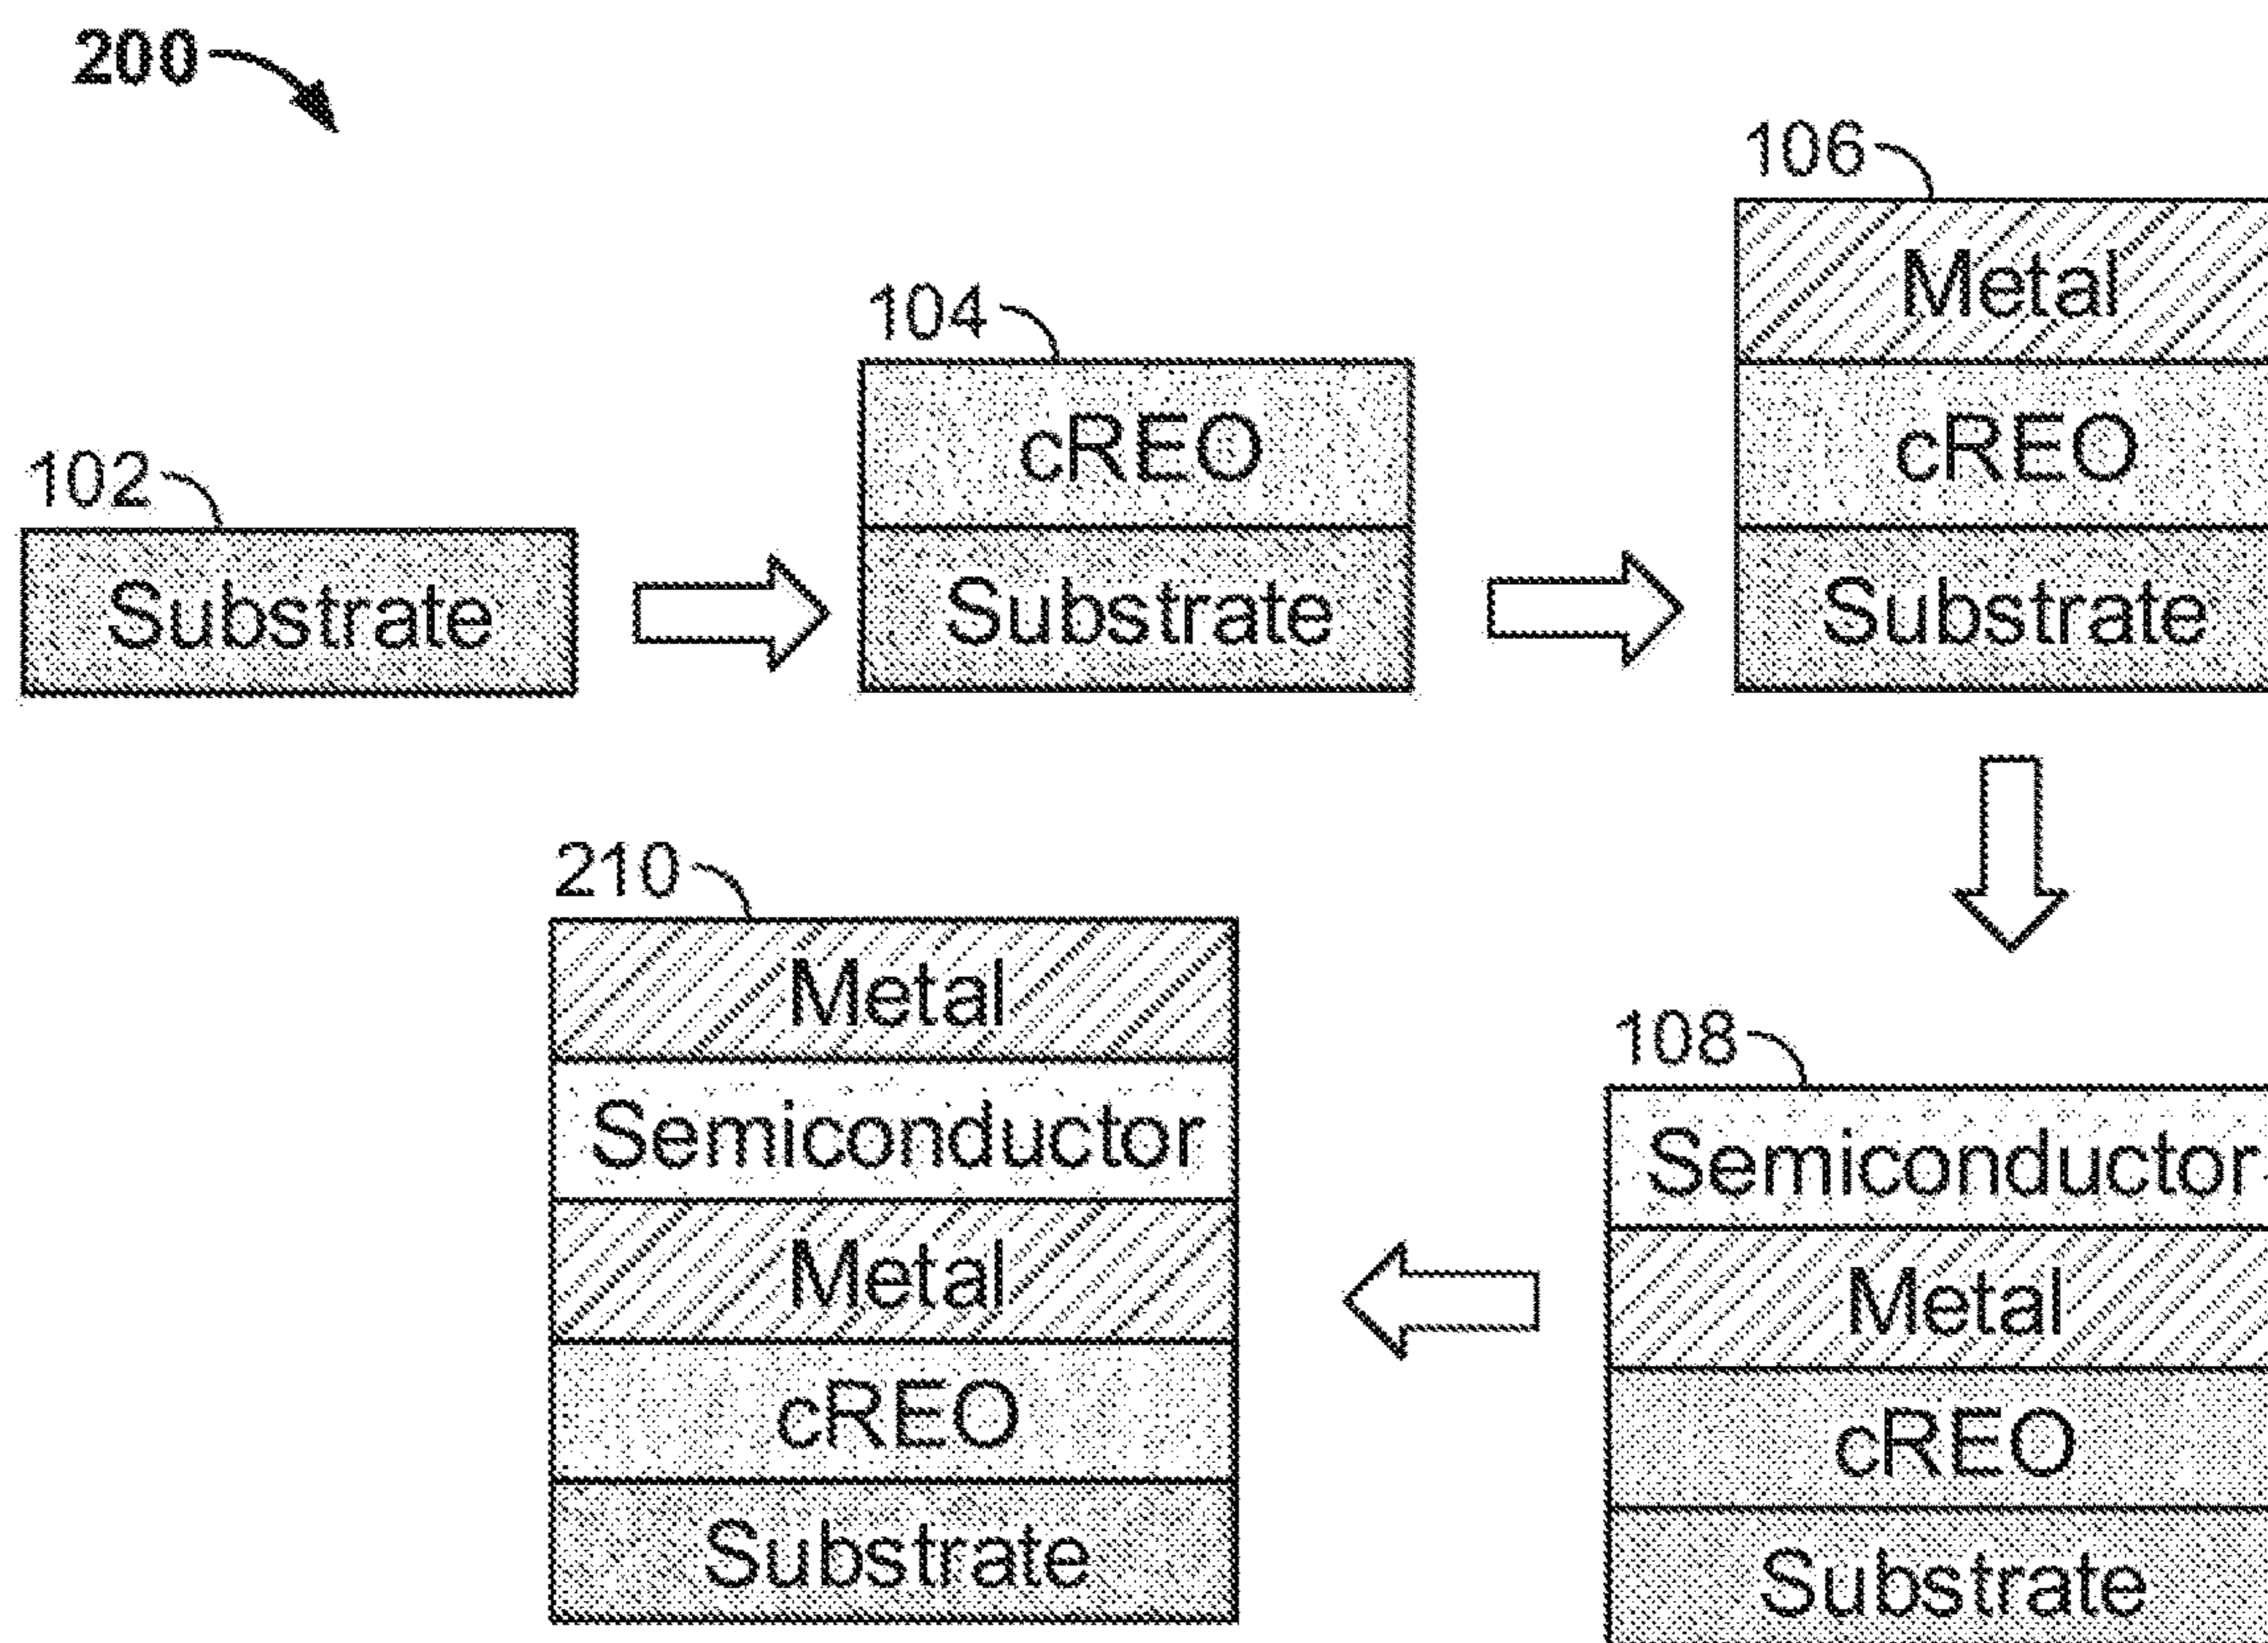 200
102
Substrate
104
cREO
Substrate
106
Metal
cREO
Substrate
108
Semiconductor
Metal
cREO
Substrate
210
Metal
Semiconductor
Metal
cREO
Substrate